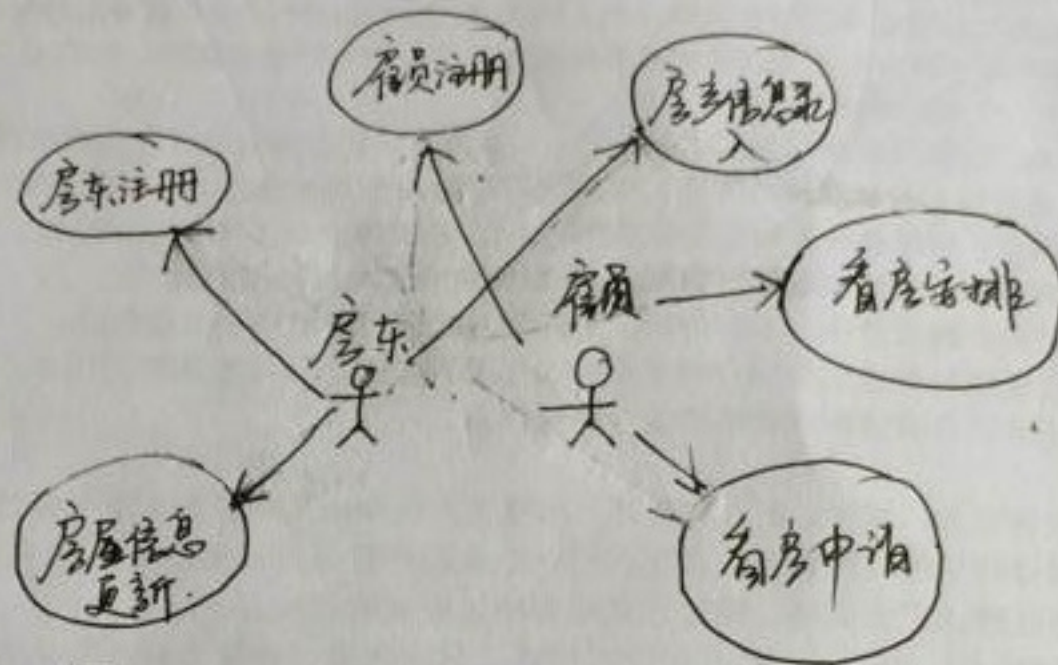 雇员注册
房东信息录
入
房东注册
看房安排
雇员
房东
房屋信息
更新.
看房申请